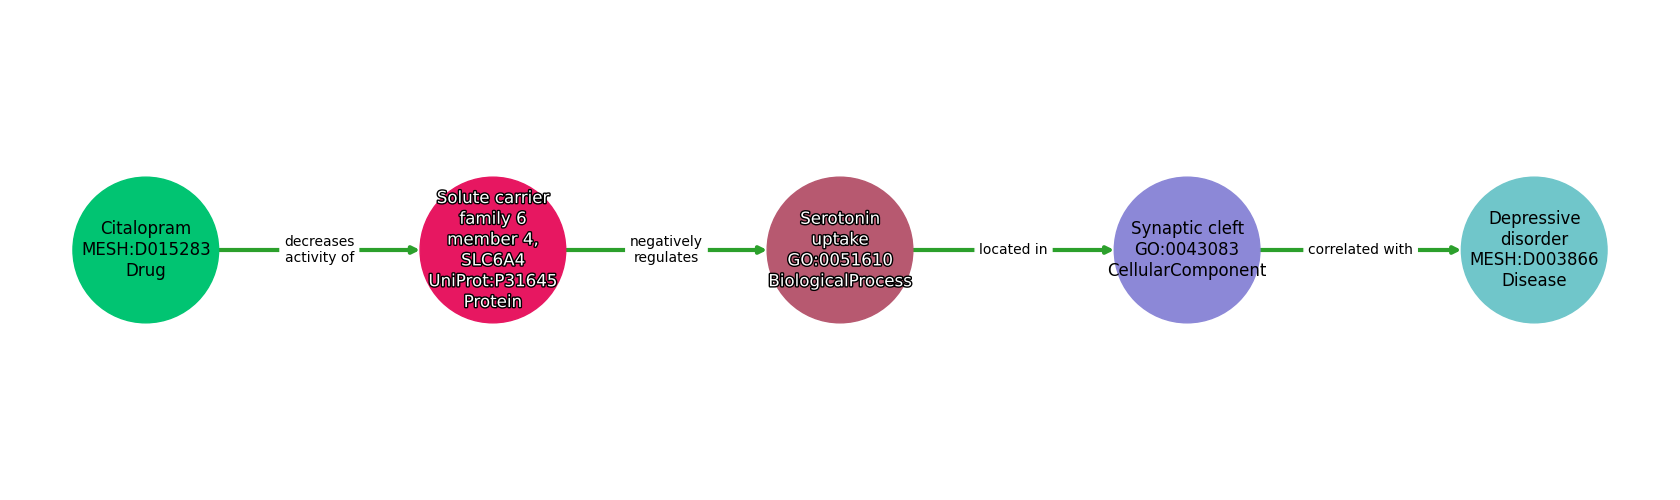 Citalopram
MESH:D015283
Drug
decreases
activity of
Solute carrier
family 6
member 4,
SLC6A4
UniProt:P31645
Protein
negatively
regulates
Serotonin
uptake
GO:0051610
BiologicalProcess
located in
Synaptic cleft
GO:0043083
CellularComponent
correlated with
Depressive
disorder
MESH:D003866
Disease